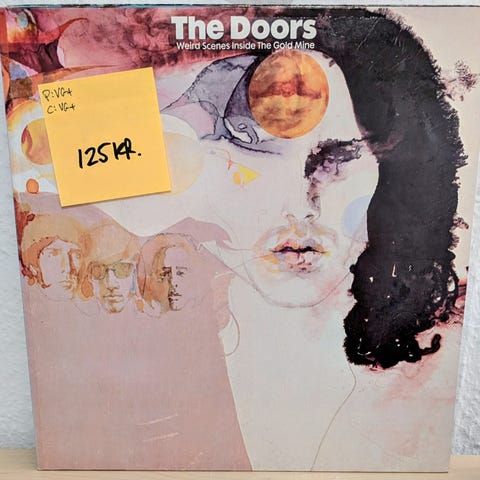 The Doors
Weird Scenes Inside The Gold Mine
P: VG+
C: VG+
125 KR.